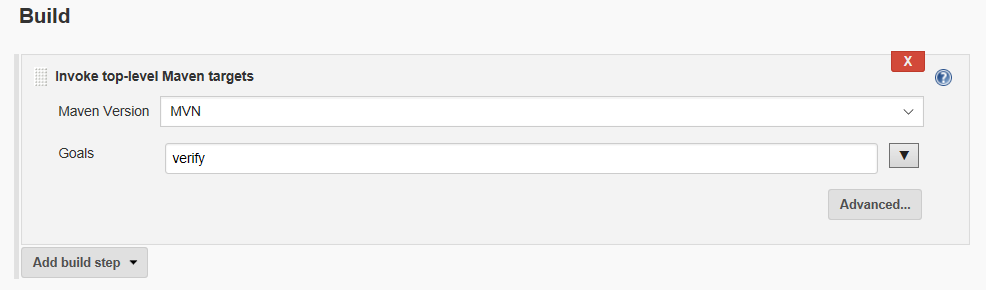 Build
X
Invoke top-level Maven targets
?
Maven Version MVN
Goals verify
Advanced...
Add build step